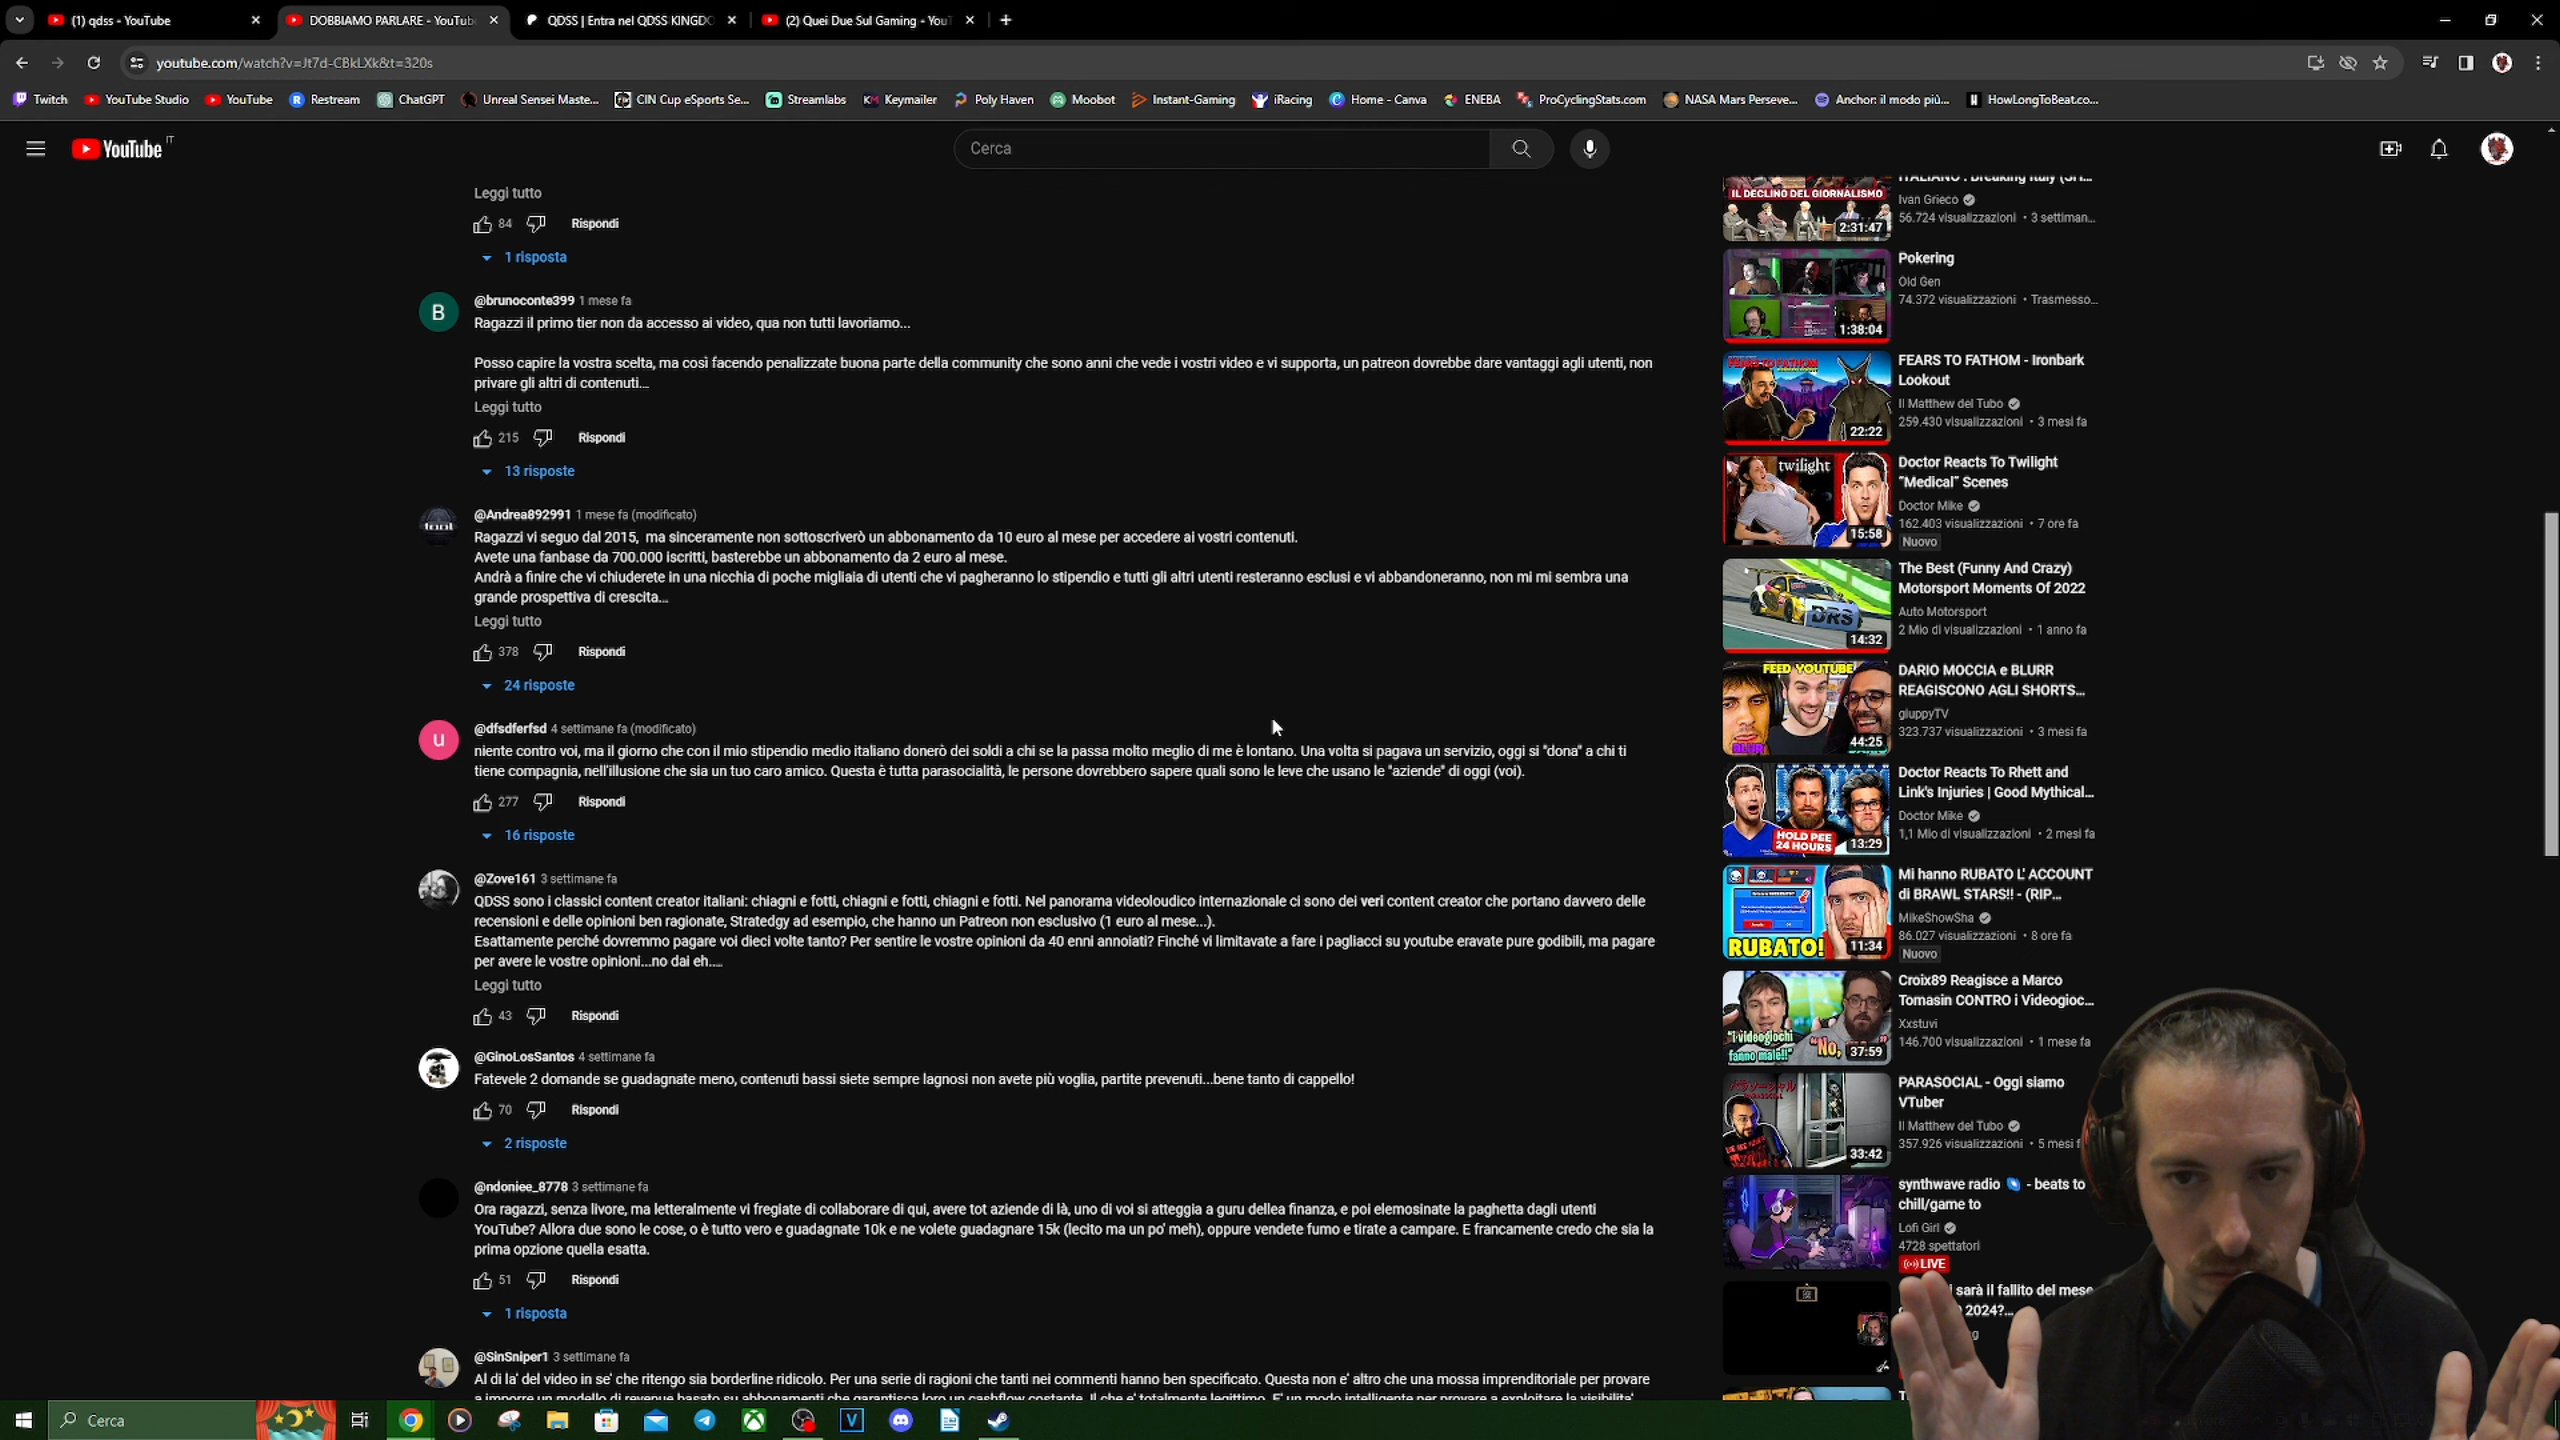 (1) qdss - YouTube
DOBBIAMO PARLARE - YouTube
QDSS | Entra nel QDSS KINGDO
(2) Quei Due Sul Gaming - YouT
youtube.com/watch?v=Jt7d-CBkLXk&t=320s
Twitch
YouTube Studio
YouTube
Restream
ChatGPT
Unreal Sensei Maste...
CIN Cup eSports Se...
Streamlabs
Keymailer
Poly Haven
Moobot
Instant-Gaming
iRacing
Home - Canva
ENEBA
ProCyclingStats.com
NASA Mars Perseve...
Anchor: il modo più...
HowLongToBeat.co...
YouTube IT
Cerca
Leggi tutto
84 Rispondi
1 risposta
B
@brunoconte399 1 mese fa
Ragazzi il primo tier non da accesso ai video, qua non tutti lavoriamo...
Posso capire la vostra scelta, ma così facendo penalizzate buona parte della community che sono anni che vede i vostri video e vi supporta, un patreon dovrebbe dare vantaggi agli utenti, non
privare gli altri di contenuti...
Leggi tutto
215 Rispondi
13 risposte
tool
@Andrea892991 1 mese fa (modificato)
Ragazzi vi seguo dal 2015, ma sinceramente non sottoscriverò un abbonamento da 10 euro al mese per accedere ai vostri contenuti.
Avete una fanbase da 700.000 iscritti, basterebbe un abbonamento da 2 euro al mese.
Andrà a finire che vi chiuderete in una nicchia di poche migliaia di utenti che vi pagheranno lo stipendio e tutti gli altri utenti resteranno esclusi e vi abbandoneranno, non mi mi sembra una
grande prospettiva di crescita...
Leggi tutto
378 Rispondi
24 risposte
u
@dfsdferfsd 4 settimane fa (modificato)
niente contro voi, ma il giorno che con il mio stipendio medio italiano donerò dei soldi a chi se la passa molto meglio di me è lontano. Una volta si pagava un servizio, oggi si "dona" a chi ti
tiene compagnia, nell'illusione che sia un tuo caro amico. Questa è tutta parasocialità, le persone dovrebbero sapere quali sono le leve che usano le "aziende" di oggi (voi).
277 Rispondi
16 risposte
@Zove161 3 settimane fa
QDSS sono i classici content creator italiani: chiagni e fotti, chiagni e fotti, chiagni e fotti. Nel panorama videoloudico internazionale ci sono dei veri content creator che portano davvero delle
recensioni e delle opinioni ben ragionate, Stratedgy ad esempio, che hanno un Patreon non esclusivo (1 euro al mese...).
Esattamente perché dovremmo pagare voi dieci volte tanto? Per sentire le vostre opinioni da 40 enni annoiati? Finché vi limitavate a fare i pagliacci su youtube eravate pure godibili, ma pagare
per avere le vostre opinioni...no dai eh....
Leggi tutto
43 Rispondi
@GinoLosSantos 4 settimane fa
Fatevele 2 domande se guadagnate meno, contenuti bassi siete sempre lagnosi non avete più voglia, partite prevenuti...bene tanto di cappello!
70 Rispondi
2 risposte
@ndoniee_8778 3 settimane fa
Ora ragazzi, senza livore, ma letteralmente vi fregiate di collaborare di qui, avere tot aziende di là, uno di voi si atteggia a guru dellea finanza, e poi elemosinate la paghetta dagli utenti
YouTube? Allora due sono le cose, o è tutto vero e guadagnate 10k e ne volete guadagnare 15k (lecito ma un po' meh), oppure vendete fumo e tirate a campare. E francamente credo che sia la
prima opzione quella esatta.
51 Rispondi
1 risposta
@SinSniper1 3 settimane fa
Al di la' del video in se' che ritengo sia borderline ridicolo. Per una serie di ragioni che tanti nei commenti hanno ben specificato. Questa non e' altro che una mossa imprenditoriale per provare
a imporre un modello di revenue basato su abbonamenti che garantisca loro un cashflow costante. Il che e' totalmente legittimo. E' un modo intelligente per provare a exploitare la visibilita'
ITALIANO . Breaking Italy
IL DECLINO DEL GIORNALISMO
2:31:47
Ivan Grieco
56.724 visualizzazioni • 3 settiman...
1:38:04
Pokering
Old Gen
74.372 visualizzazioni • Trasmesso...
FEARS TO FATHOM
22:22
FEARS TO FATHOM - Ironbark
Lookout
Il Matthew del Tubo
259.430 visualizzazioni • 3 mesi fa
twilight
15:58
Doctor Reacts To Twilight
"Medical" Scenes
Doctor Mike
162.403 visualizzazioni • 7 ore fa
Nuovo
DRS
14:32
The Best (Funny And Crazy)
Motorsport Moments Of 2022
Auto Motorsport
2 Mio di visualizzazioni • 1 anno fa
FEED YOUTUBE
BLUR
44:25
DARIO MOCCIA e BLURR
REAGISCONO AGLI SHORTS...
giuppyTV
323.737 visualizzazioni • 3 mesi fa
HOLD PEE
24 HOURS
13:29
Doctor Reacts To Rhett and
Link's Injuries | Good Mythical...
Doctor Mike
1,1 Mio di visualizzazioni • 2 mesi fa
RUBATO!
11:34
Mi hanno RUBATO L' ACCOUNT
di BRAWL STARS!! - (RIP...
MikeShowSha
86.027 visualizzazioni • 8 ore fa
Nuovo
"i videogiochi
fanno male!!"
"No,
37:59
Croix89 Reagisce a Marco
Tomasin CONTRO i Videogioc...
Xxstuvi
146.700 visualizzazioni • 1 mese fa
33:42
PARASOCIAL - Oggi siamo
VTuber
Il Matthew del Tubo
357.926 visualizzazioni • 5 mesi f
synthwave radio - beats to
chill/game to
Lofi Girl
4728 spettatori
LIVE
sarà il fallito del mese
2024?...
Cerca
V